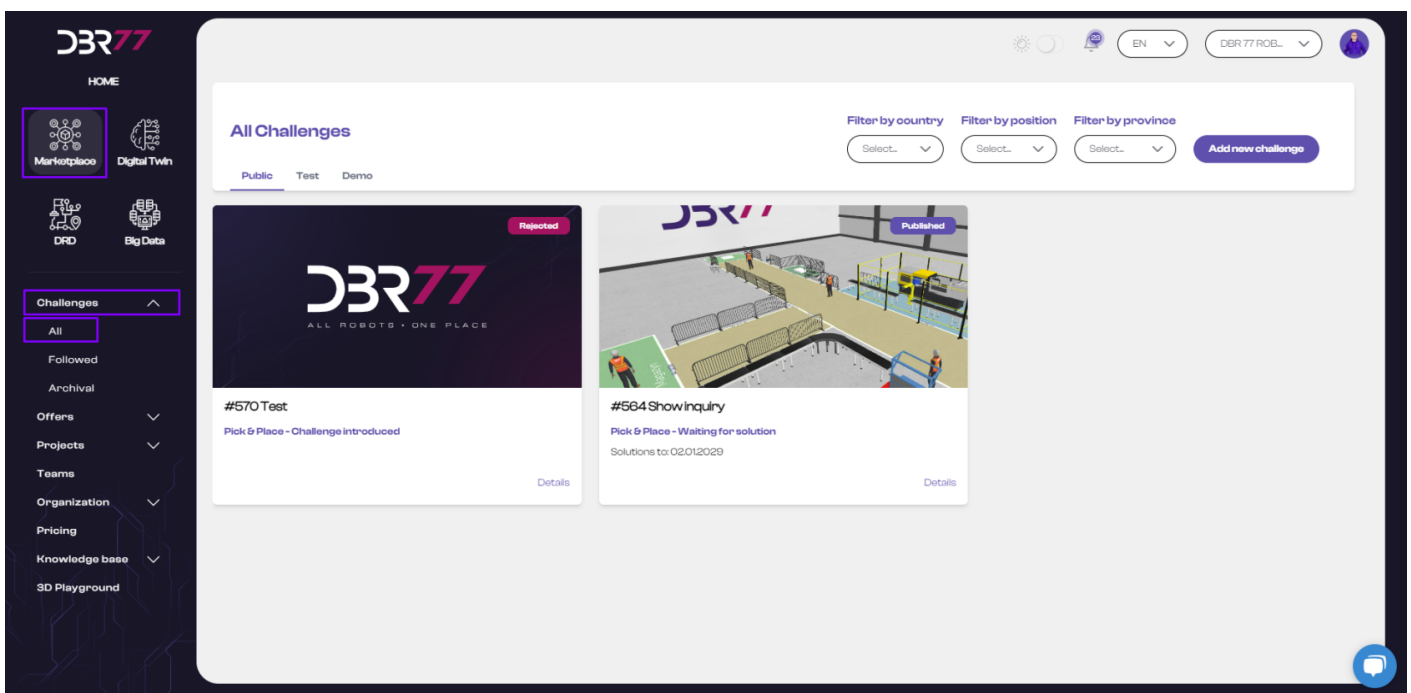 DBR77
HOME
Marketplace
Digital Twin
DRD
Big Data
Challenges
All
Followed
Archival
Offers
Projects
Teams
Organization
Pricing
Knowledge base
3D Playground
23
EN
DBR 77 ROB...
All Challenges
Filter by country
Filter by position
Filter by province
Select...
Select...
Select...
Add new challenge
Public
Test
Demo
Rejected
DBR77
ALL ROBOTS • ONE PLACE
#570 Test
Pick & Place - Challenge introduced
Details
DBR77
Published
#564 Show inquiry
Pick & Place - Waiting for solution
Solutions to: 02.01.2029
Details